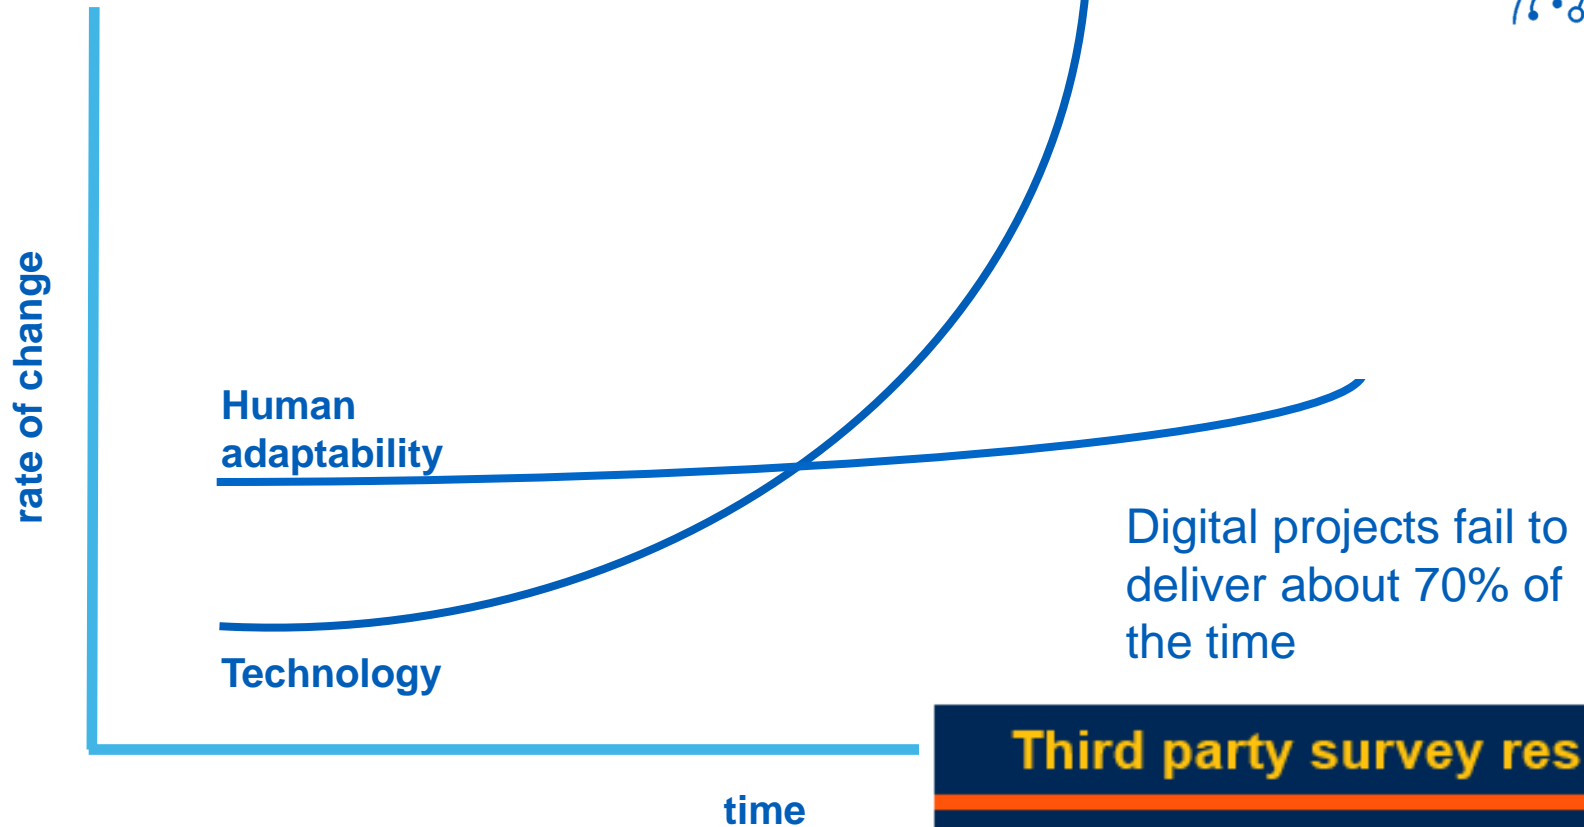 rate of change
Human
adaptability
Technology
time
Digital projects fail to
deliver about 70% of
the time
Third party survey res